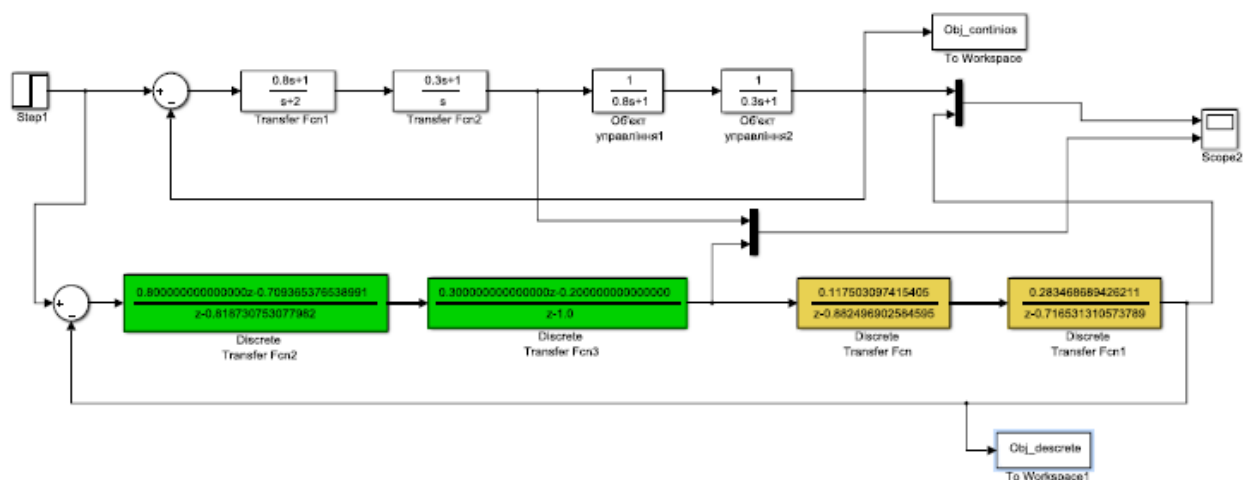 Obj_continios
To Workspace
Step1
+
−
0.8s+1
s+2
Transfer Fcn1
0.3s+1
s
Transfer Fcn2
1
0.8s+1
Об'єкт
управління1
1
0.3s+1
Об'єкт
управління2
Scope2
+
−
0.800000000000000z-0.709365376538991
z-0.818730753077982
Discrete
Transfer Fcn2
0.300000000000000z-0.200000000000000
z-1.0
Discrete
Transfer Fcn3
0.117503097415405
z-0.882496902584595
Discrete
Transfer Fcn
0.283468689426211
z-0.716531310573789
Discrete
Transfer Fcn1
Obj_descrete
To Workspace1